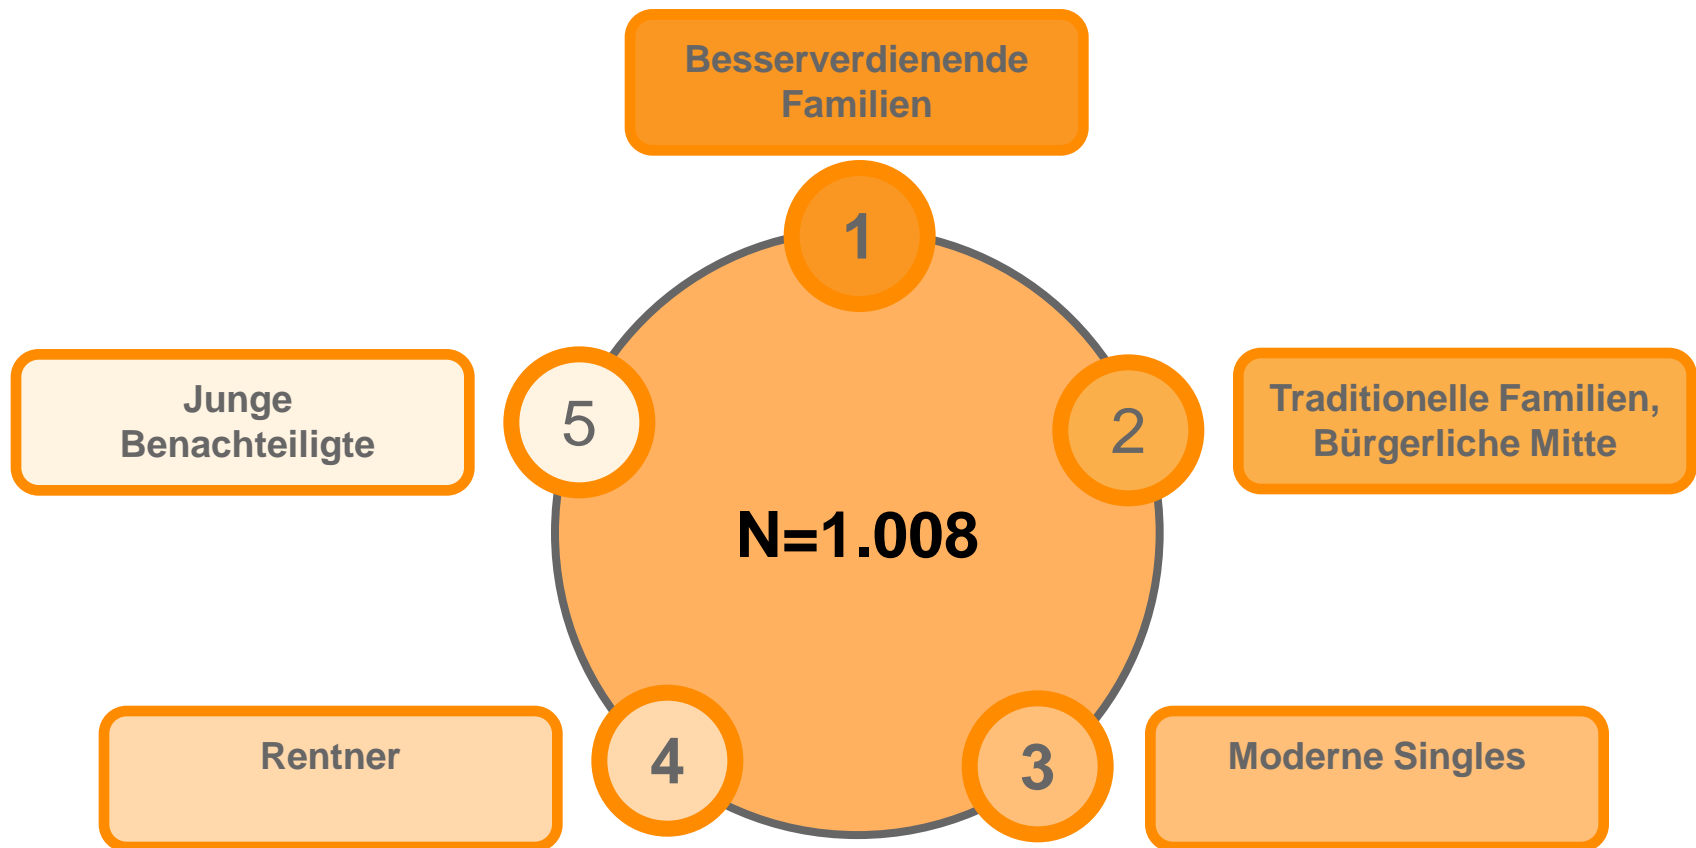 Besserverdienende
Familien
1
Junge
Benachteiligte
5
2
Traditionelle Familien,
Bürgerliche Mitte
N=1.008
Rentner
4
3
Moderne Singles